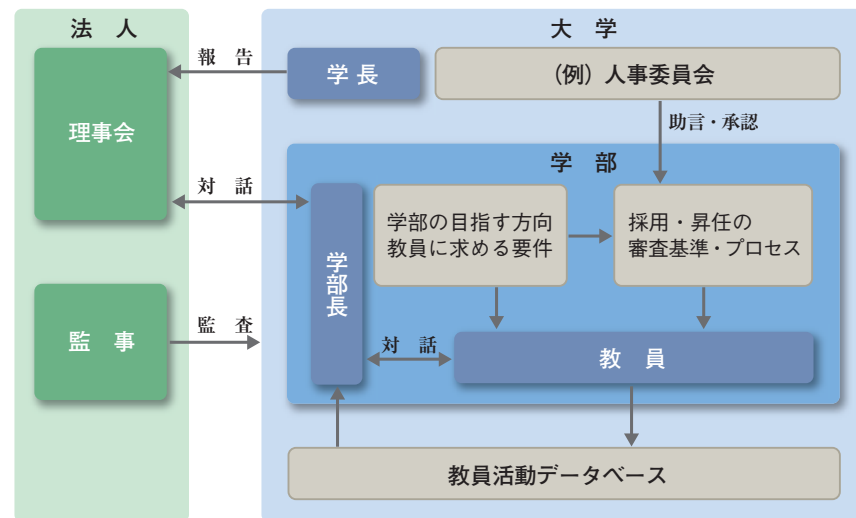 法 人
大 学
報 告
学 長
(例)人事委員会
理事会
助言・承認
学 部
対 話
学部の目指す方向
教員に求める要件
採用・昇任の
審査基準・プロセス
学部長
監 事
監 査
対 話
教 員
教員活動データベース